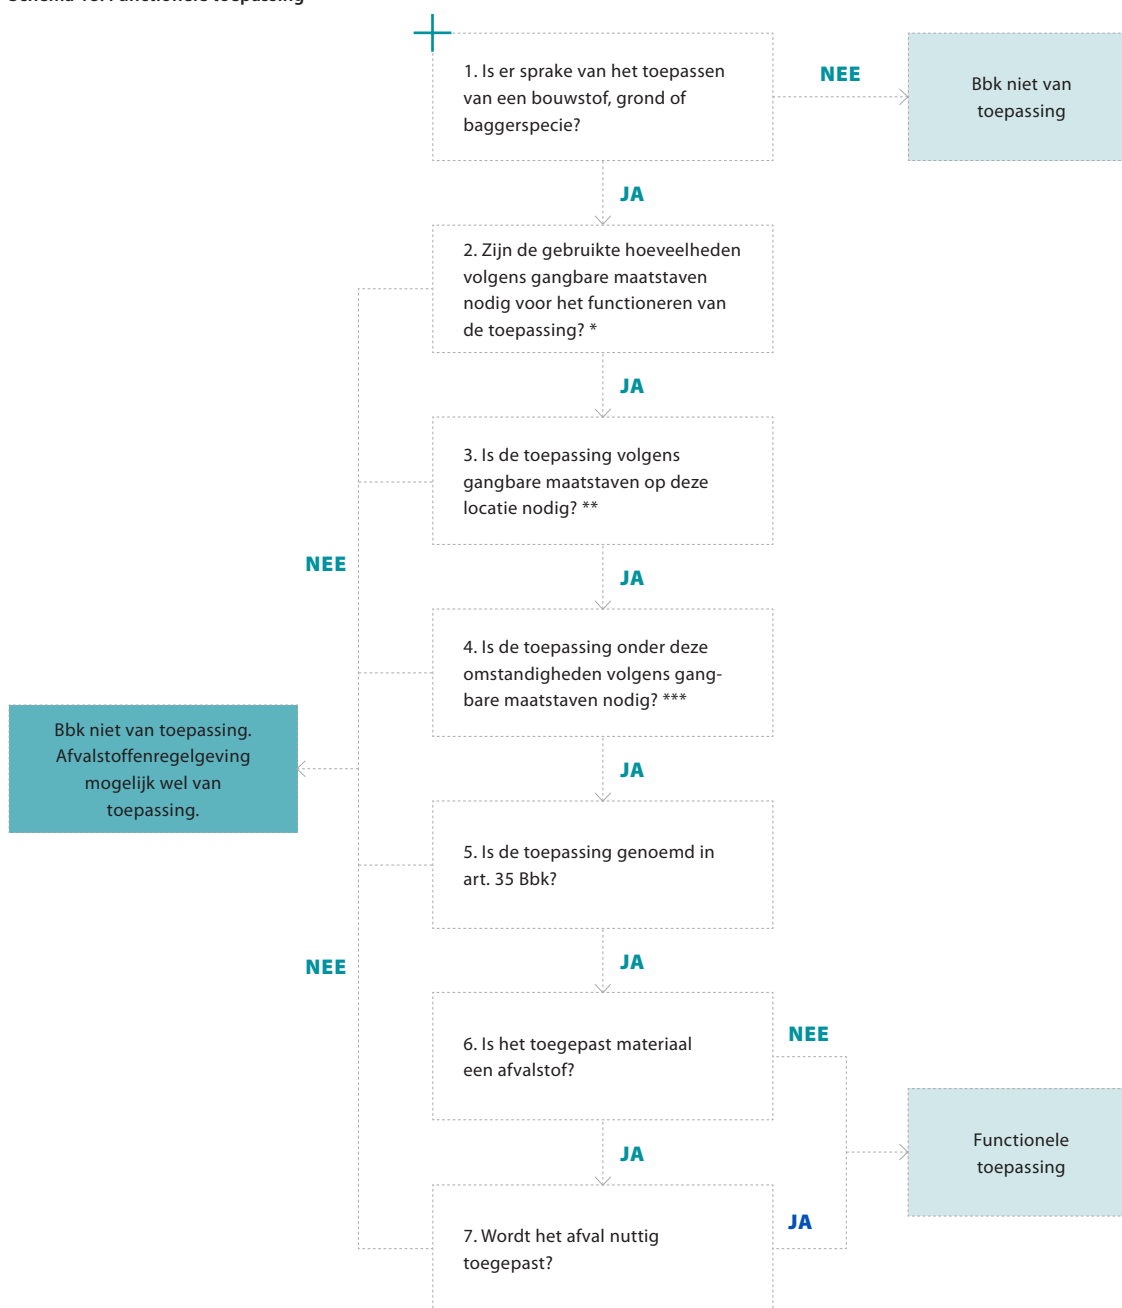 Schema 16: Functionele toepassing
1. Is er sprake van het toepassen
van een bouwstof, grond of
baggerspecie?
NEE
Bbk niet van
toepassing
JA
2. Zijn de gebruikte hoeveelheden
volgens gangbare maatstaven
nodig voor het functioneren van
de toepassing? *
JA
3. Is de toepassing volgens
gangbare maatstaven op deze
locatie nodig? **
NEE
JA
4. Is de toepassing onder deze
omstandigheden volgens gang-
bare maatstaven nodig? ***
Bbk niet van toepassing.
Afvalstoffenregelgeving
mogelijk wel van
toepassing.
JA
5. Is de toepassing genoemd in
art. 35 Bbk?
NEE
JA
6. Is het toegepast materiaal
een afvalstof?
NEE
Functionele
toepassing
JA
7. Wordt het afval nuttig
toegepast?
JA